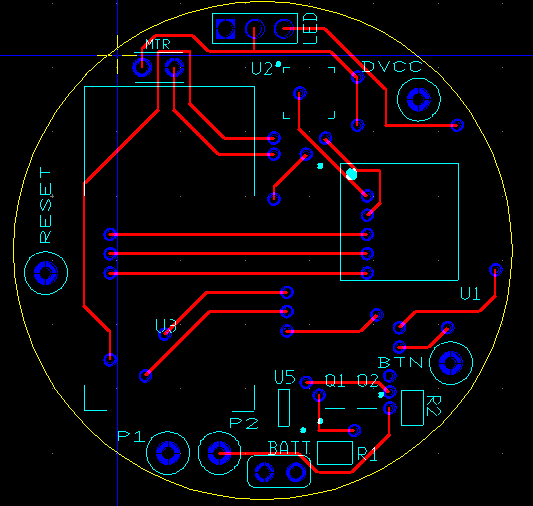 LED
MTR
U2
DVCC
RESET
U1
U3
BTN
U5
Q1 Q2
R2
P2
P1
BATT
R1